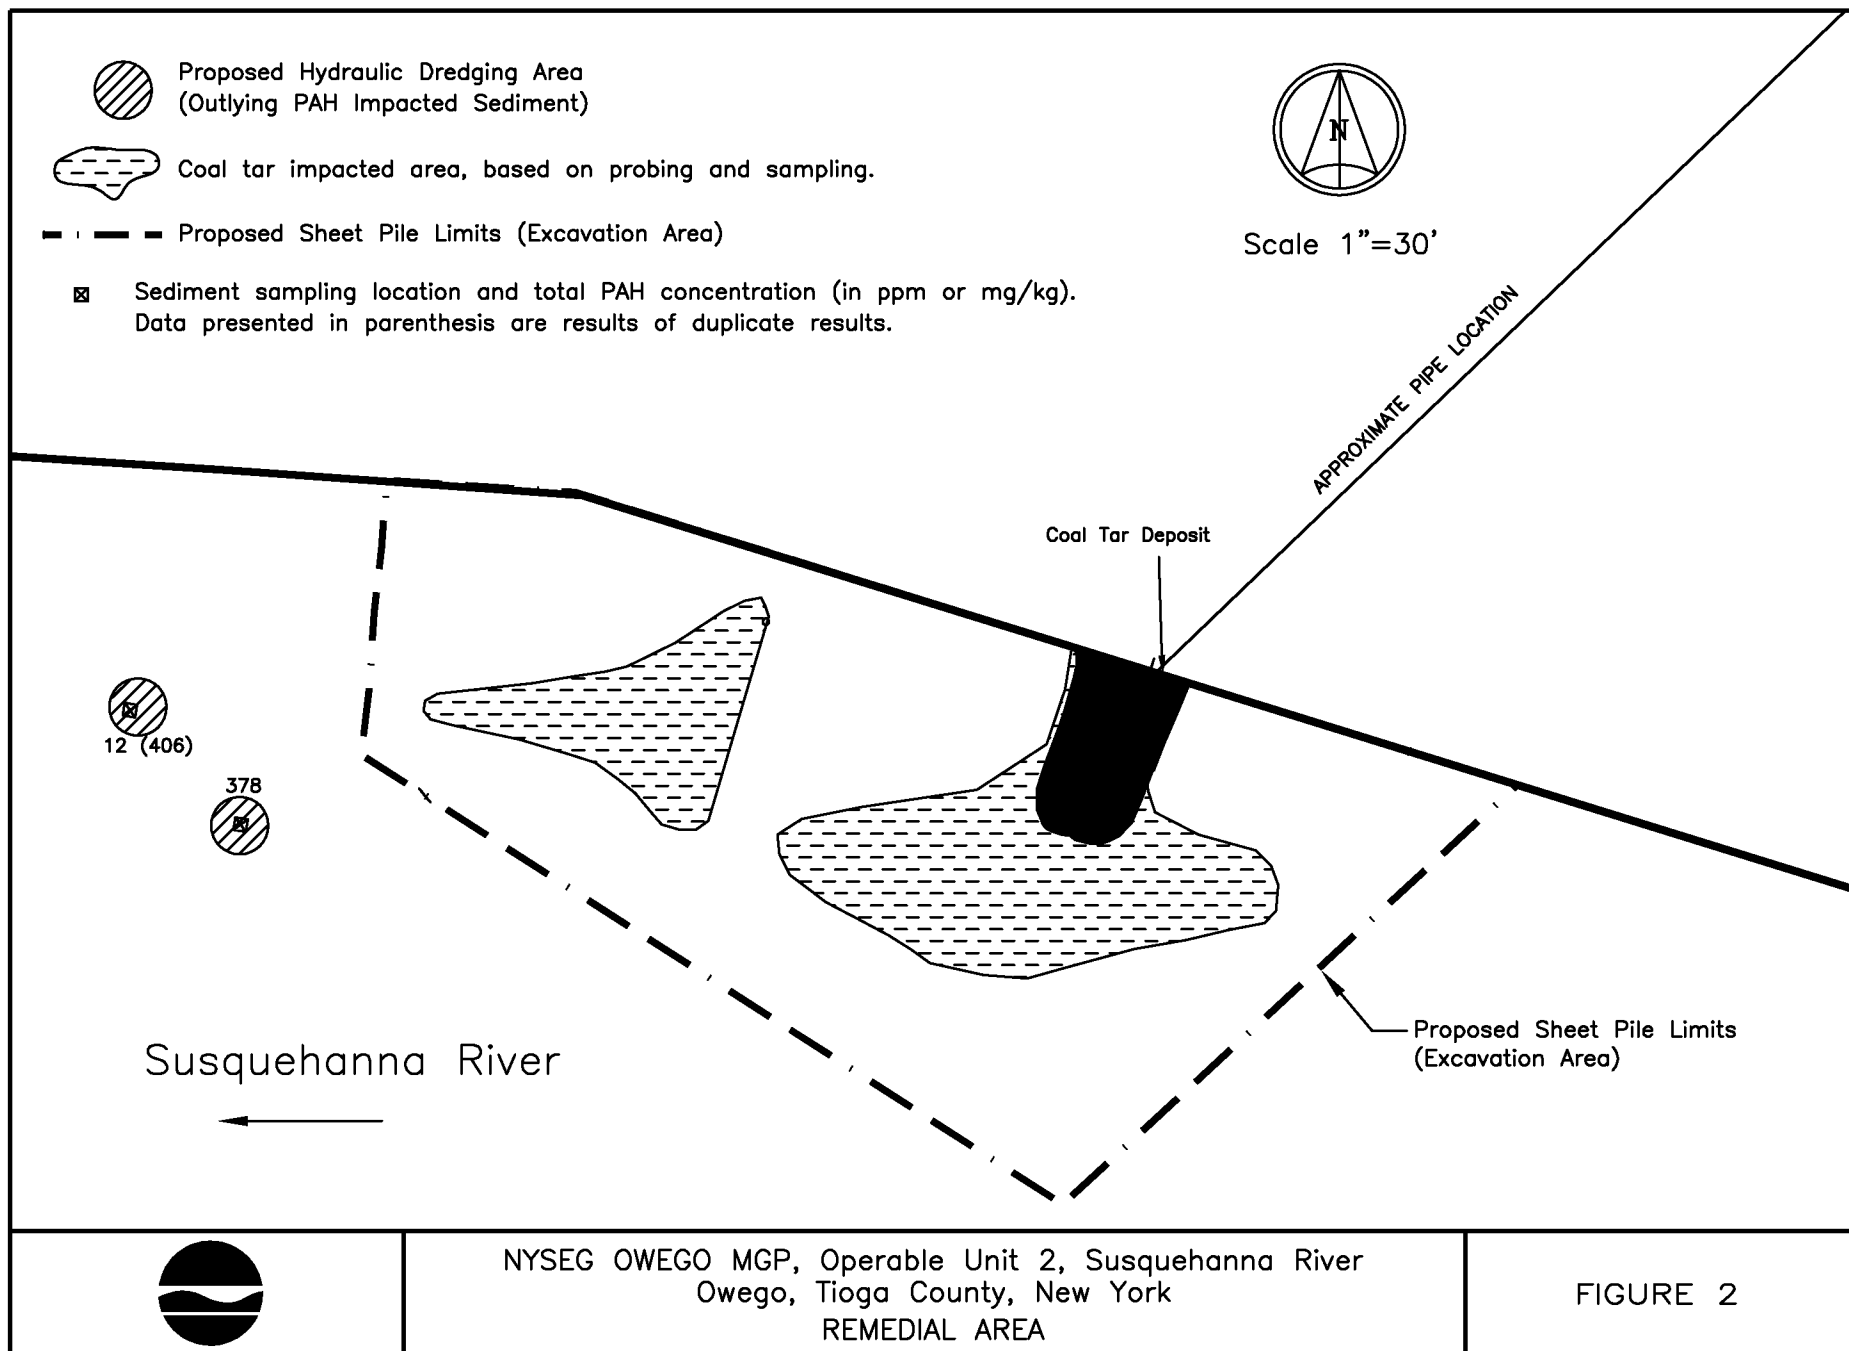 Proposed Hydraulic Dredging Area
(Outlying PAH Impacted Sediment)
Coal tar impacted area, based on probing and sampling.
Proposed Sheet Pile Limits (Excavation Area)
Sediment sampling location and total PAH concentration (in ppm or mg/kg).
Data presented in parenthesis are results of duplicate results.
N
Scale 1"=30'
APPROXIMATE PIPE LOCATION
Coal Tar Deposit
12 (406)
378
Proposed Sheet Pile Limits
(Excavation Area)
Susquehanna River
NYSEG OWEGO MGP, Operable Unit 2, Susquehanna River
Owego, Tioga County, New York
REMEDIAL AREA
FIGURE 2